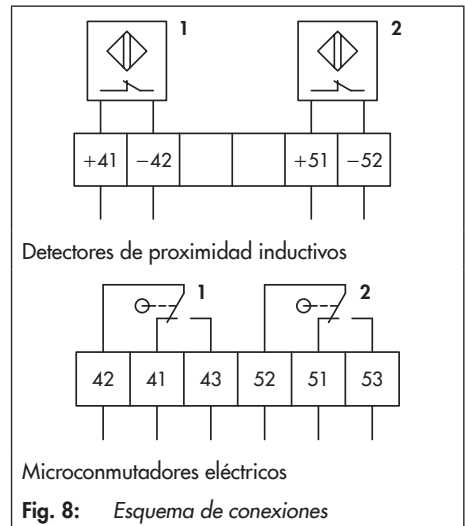 1 2
+41 −42 +51 −52
Detectores de proximidad inductivos
1 2
42 41 43 52 51 53
Microconmutadores eléctricos
Fig. 8: Esquema de conexiones